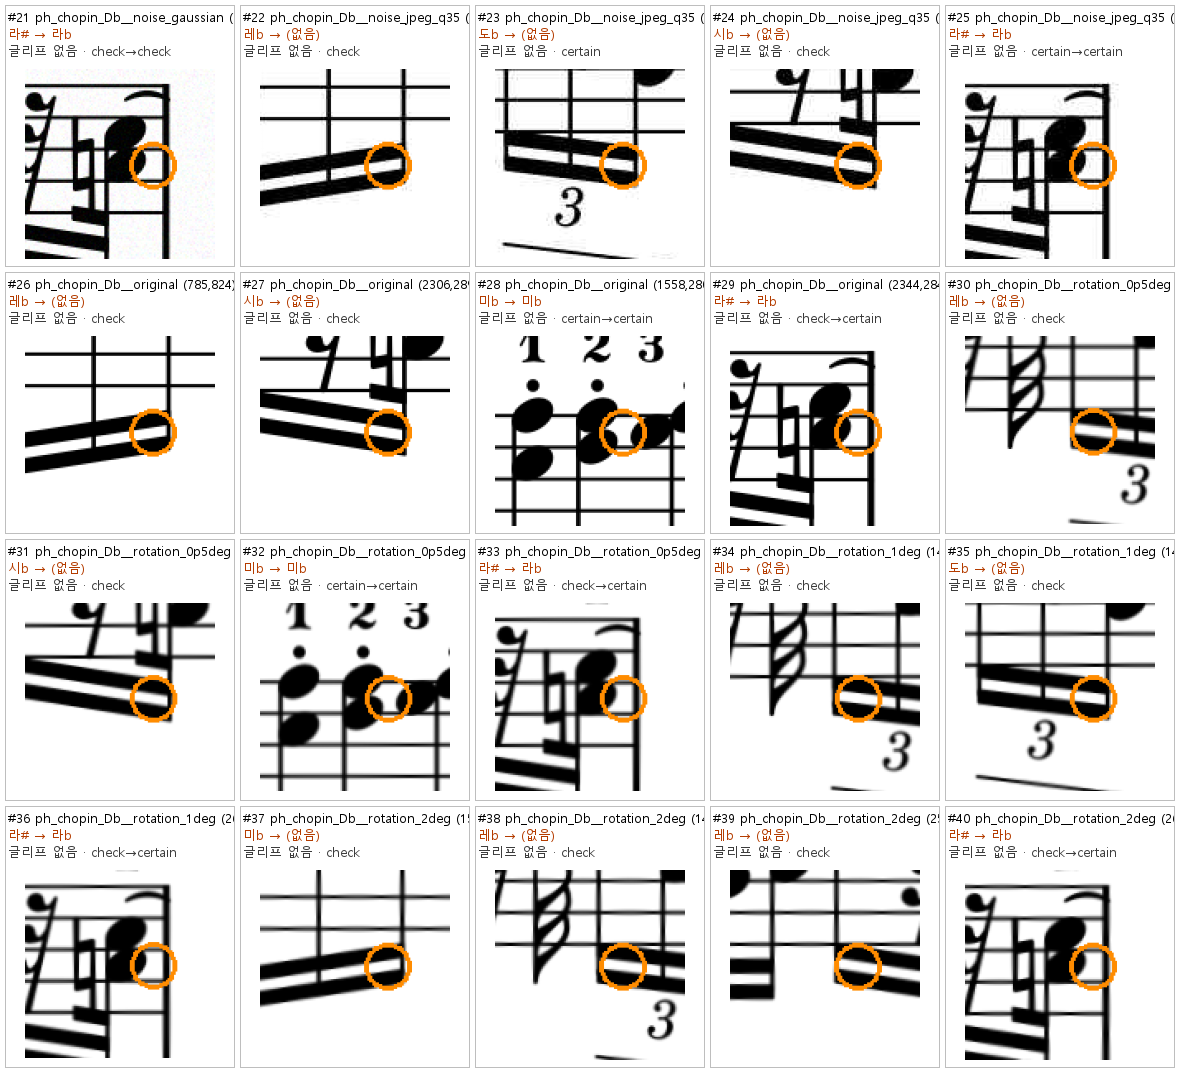 #21 ph_chopin_Db__noise_gaussian (
라# → 라b
글리프 없음 · check→check
#22 ph_chopin_Db__noise_jpeg_q35 (
레b → (없음)
글리프 없음 · check
#23 ph_chopin_Db__noise_jpeg_q35 (
도b → (없음)
글리프 없음 · certain
3
#24 ph_chopin_Db__noise_jpeg_q35 (
시b → (없음)
글리프 없음 · check
#25 ph_chopin_Db__noise_jpeg_q35 (
라# → 라b
글리프 없음 · certain→certain
#26 ph_chopin_Db__original (785,824)
레b → (없음)
글리프 없음 · check
#27 ph_chopin_Db__original (2306,289
시b → (없음)
글리프 없음 · check
#28 ph_chopin_Db__original (1558,280
미b → 미b
글리프 없음 · certain→certain
1 2 3
#29 ph_chopin_Db__original (2344,284
라# → 라b
글리프 없음 · check→certain
#30 ph_chopin_Db__rotation_0p5deg
레b → (없음)
글리프 없음 · check
3
#31 ph_chopin_Db__rotation_0p5deg
시b → (없음)
글리프 없음 · check
#32 ph_chopin_Db__rotation_0p5deg
미b → 미b
글리프 없음 · certain→certain
1 2 3
#33 ph_chopin_Db__rotation_0p5deg
라# → 라b
글리프 없음 · check→certain
#34 ph_chopin_Db__rotation_1deg (14
레b → (없음)
글리프 없음 · check
3
#35 ph_chopin_Db__rotation_1deg (
도b → (없음)
글리프 없음 · check
3
#36 ph_chopin_Db__rotation_1deg (20
라# → 라b
글리프 없음 · check→certain
#37 ph_chopin_Db__rotation_2deg (15
미b → (없음)
글리프 없음 · check
#38 ph_chopin_Db__rotation_2deg (14
레b → (없음)
글리프 없음 · check
3
#39 ph_chopin_Db__rotation_2deg (25
레b → (없음)
글리프 없음 · check
#40 ph_chopin_Db__rotation_2deg (20
라# → 라b
글리프 없음 · check→certain